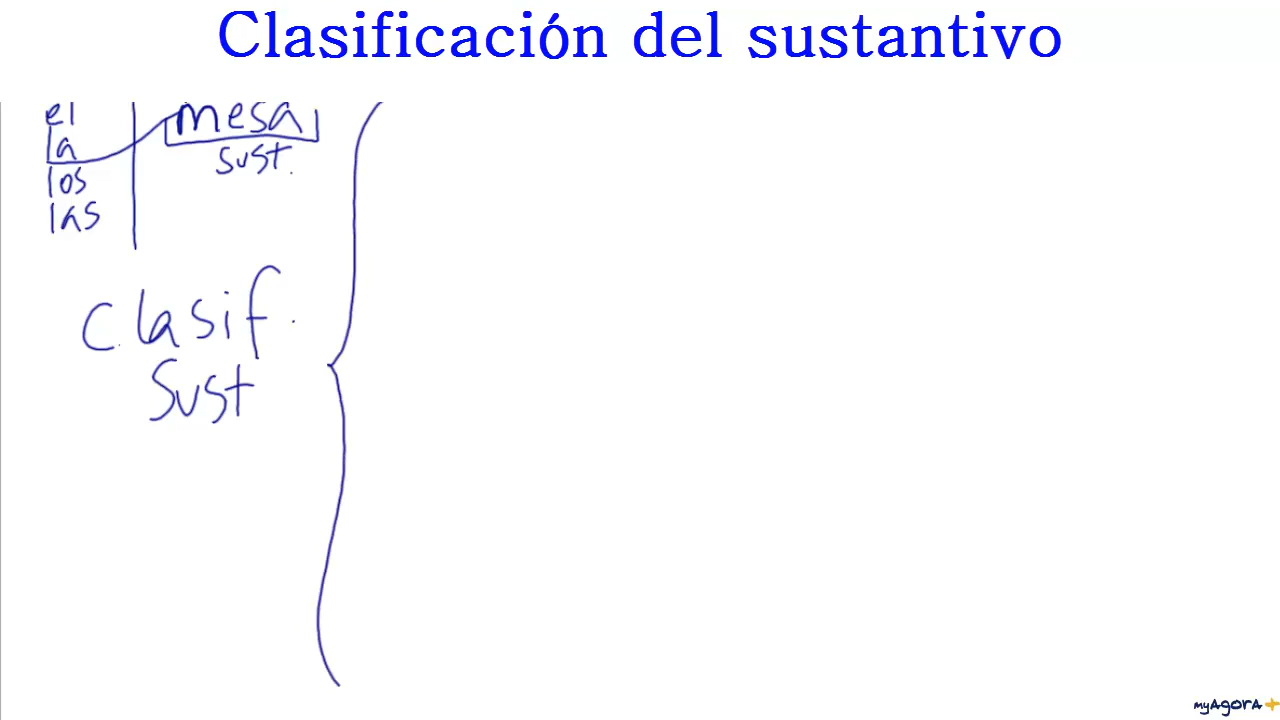 Clasificación del sustantivo
el
mesa
la
sust.
los
las
Clasif.
Sust
myAGORA+